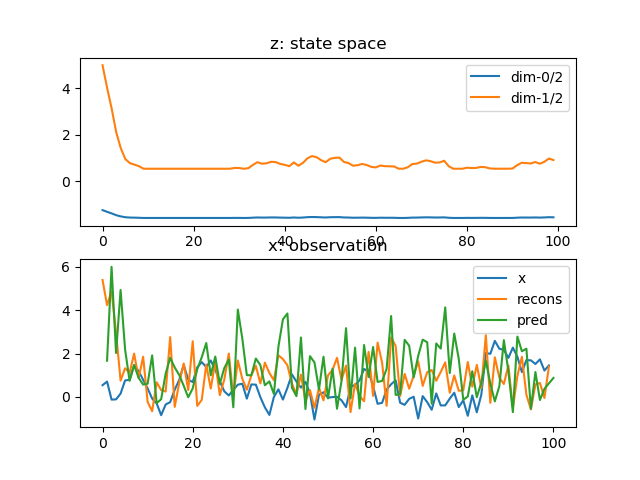 z: state space
dim-0/2
dim-1/2
4
2
0
0 20 40 60 80 100
x: observation
x
recons
pred
6
4
2
0
0 20 40 60 80 100